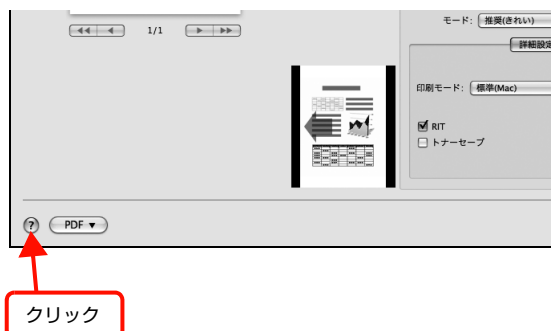 モード: 推奨(きれい)
1/1
詳細設定
印刷モード: 標準(Mac)
RIT
トナーセーブ
? PDF ▼
クリック